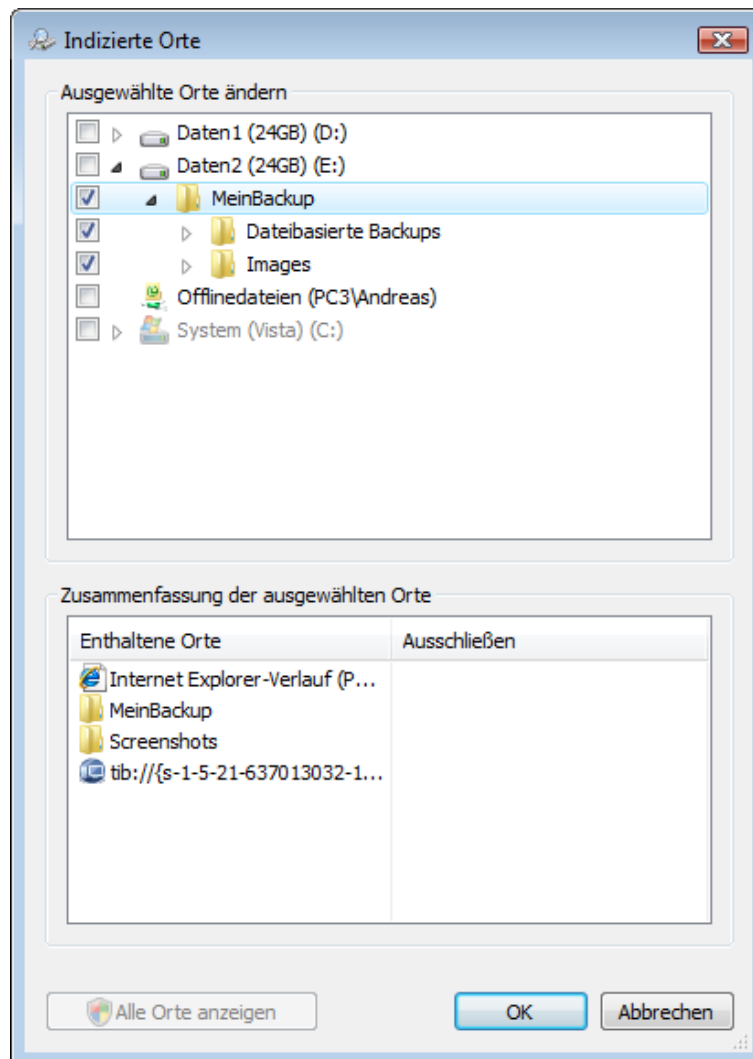 Indizierte Orte
Ausgewählte Orte ändern
Daten1 (24GB) (D:)
Daten2 (24GB) (E:)
MeinBackup
Dateibasierte Backups
Images
Offlinedateien (PC3\Andreas)
System (Vista) (C:)
Zusammenfassung der ausgewählten Orte
Enthaltene Orte Ausschließen
Internet Explorer-Verlauf (P...
MeinBackup
Screenshots
tib://{s-1-5-21-637013032-1...
Alle Orte anzeigen OK Abbrechen